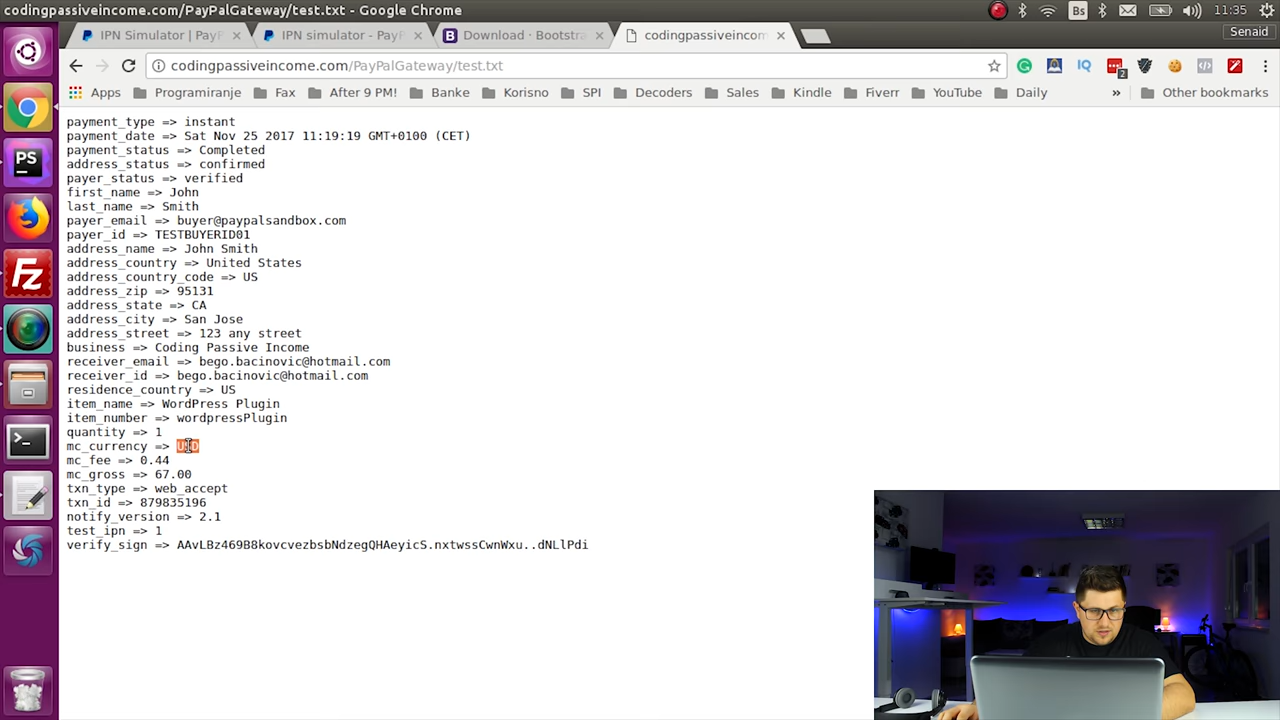 codingpassiveincome.com/PayPalGateway/test.txt - Google Chrome
Bs
11:35
IPN Simulator | PayP
IPN simulator - PayP
Download · Bootstra
codingpassiveincom
Senaid
codingpassiveincome.com/PayPalGateway/test.txt
IQ
2
Apps
Programiranje
Fax
After 9 PM!
Banke
Korisno
SPI
Decoders
Sales
Kindle
Fiverr
YouTube
Daily
»
Other bookmarks
PS
Fz
payment_type => instant
payment_date => Sat Nov 25 2017 11:19:19 GMT+0100 (CET)
payment_status => Completed
address_status => confirmed
payer_status => verified
first_name => John
last_name => Smith
payer_email => buyer@paypalsandbox.com
payer_id => TESTBUYERID01
address_name => John Smith
address_country => United States
address_country_code => US
address_zip => 95131
address_state => CA
address_city => San Jose
address_street => 123 any street
business => Coding Passive Income
receiver_email => bego.bacinovic@hotmail.com
receiver_id => bego.bacinovic@hotmail.com
residence_country => US
item_name => WordPress Plugin
item_number => wordpressPlugin
quantity => 1
mc_currency => USD
mc_fee => 0.44
mc_gross => 67.00
txn_type => web_accept
txn_id => 879835196
notify_version => 2.1
test_ipn => 1
verify_sign => AAvLBz469B8kovcvezbsbNdzegQHAeyicS.nxtwssCwnWxu..dNLlPdi